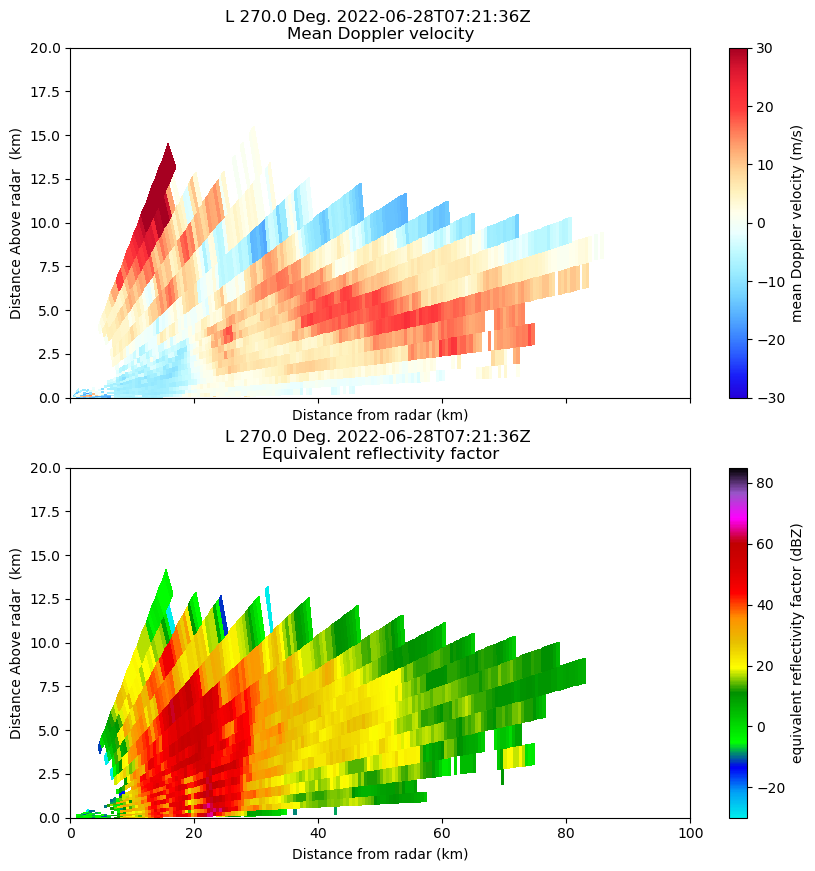 L 270.0 Deg. 2022-06-28T07:21:36Z
Mean Doppler velocity
20.0
17.5
15.0
12.5
10.0
7.5
5.0
2.5
0.0
Distance Above radar  (km)
Distance from radar (km)
30
20
10
0
−10
−20
−30
mean Doppler velocity (m/s)
L 270.0 Deg. 2022-06-28T07:21:36Z
Equivalent reflectivity factor
20.0
17.5
15.0
12.5
10.0
7.5
5.0
2.5
0.0
Distance Above radar  (km)
0 20 40 60 80 100
Distance from radar (km)
80
60
40
20
0
−20
equivalent reflectivity factor (dBZ)